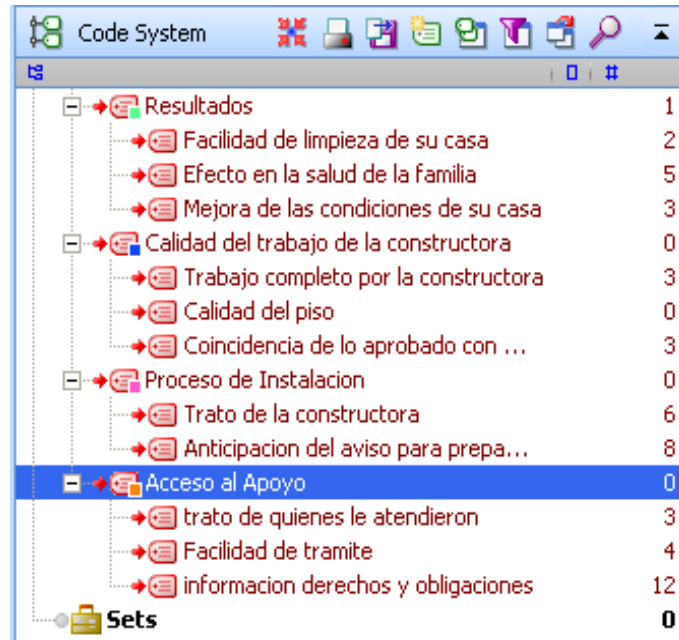 Code System
#
Resultados 1
Facilidad de limpieza de su casa 2
Efecto en la salud de la familia 5
Mejora de las condiciones de su casa 3
Calidad del trabajo de la constructora 0
Trabajo completo por la constructora 3
Calidad del piso 0
Coincidencia de lo aprobado con ... 3
Proceso de Instalacion 0
Trato de la constructora 6
Anticipacion del aviso para prepa... 8
Acceso al Apoyo 0
trato de quienes le atendieron 3
Facilidad de tramite 4
informacion derechos y obligaciones 12
Sets 0